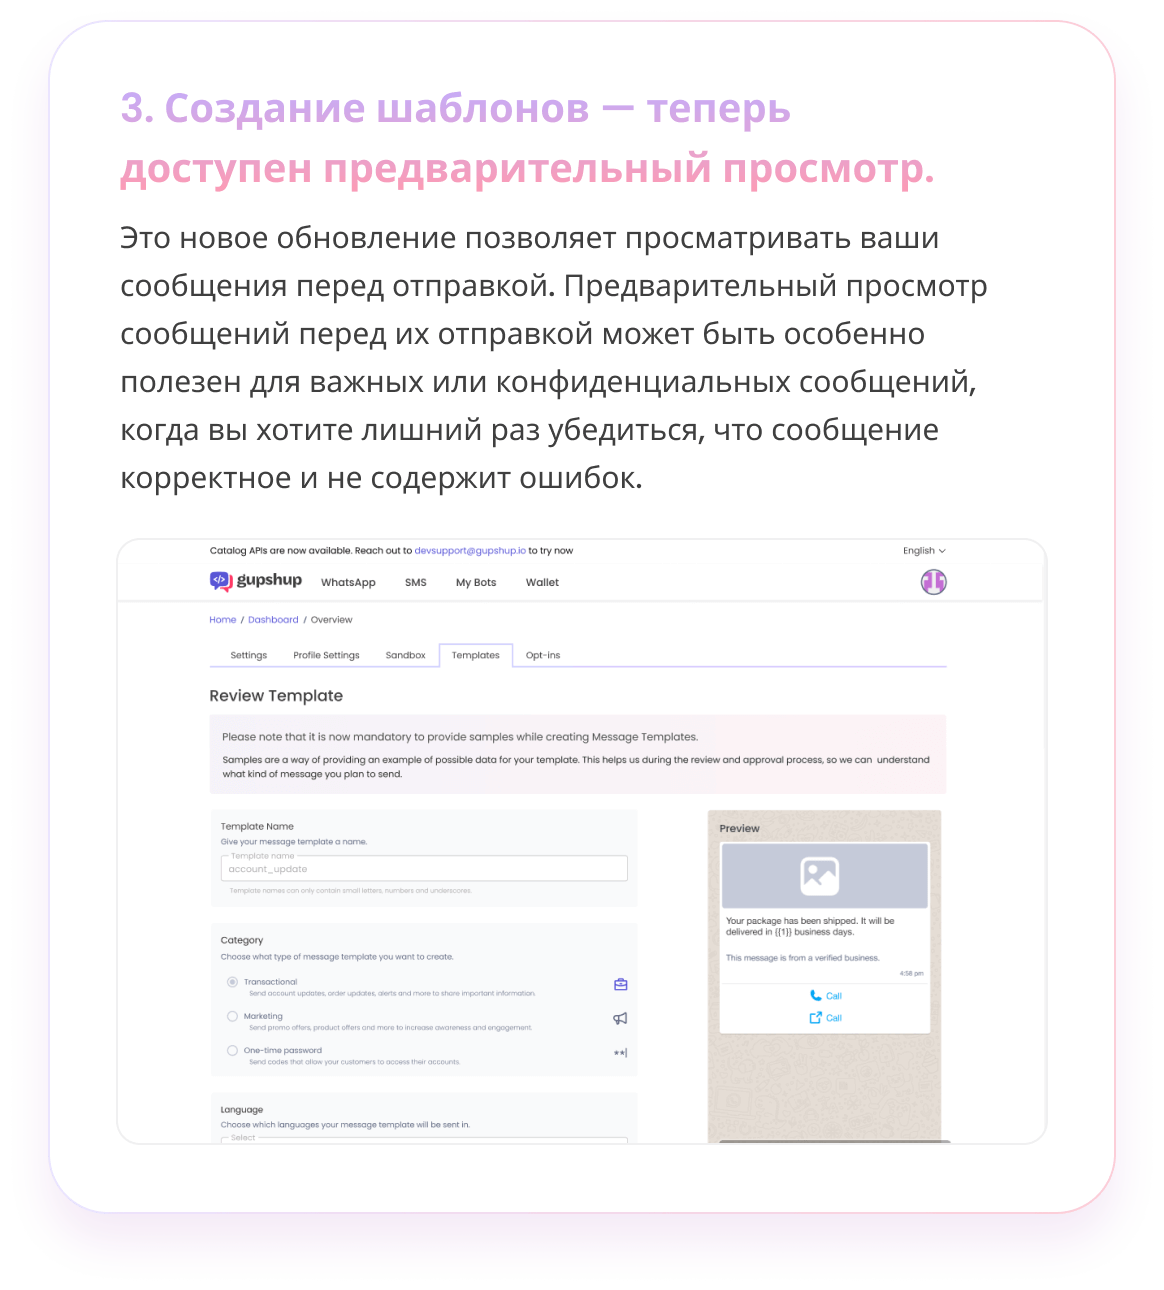 3. Создание шаблонов — теперь
доступен предварительный просмотр.
Это новое обновление позволяет просматривать ваши
сообщения перед отправкой. Предварительный просмотр
сообщений перед их отправкой может быть особенно
полезен для важных или конфиденциальных сообщений,
когда вы хотите лишний раз убедиться, что сообщение
корректное и не содержит ошибок.
Catalog APIs are now available. Reach out to devsupport@gupshup.io to try now
English
gupshup
WhatsApp
SMS
My Bots
Wallet
Home / Dashboard / Overview
Settings
Profile Settings
Sandbox
Templates
Opt-ins
Review Template
Please note that it is now mandatory to provide samples while creating Message Templates.
Samples are a way of providing an example of possible data for your template. This helps us during the review and approval process, so we can understand
what kind of message you plan to send.
Template Name
Give your message template a name.
Template name
account_update
Template names can only contain small letters, numbers and underscores.
Category
Choose what type of message template you want to create.
Transactional
Send account updates, order updates, alerts and more to share important information.
Marketing
Send promo offers, product offers and more to increase awareness and engagement.
One-time password
Send codes that allow your customers to access their accounts.
**|
Language
Choose which languages your message template will be sent in.
Select
Preview
Your package has been shipped. It will be
delivered in {{1}} business days.
This message is from a verified business.
4:58 pm
Call
Call